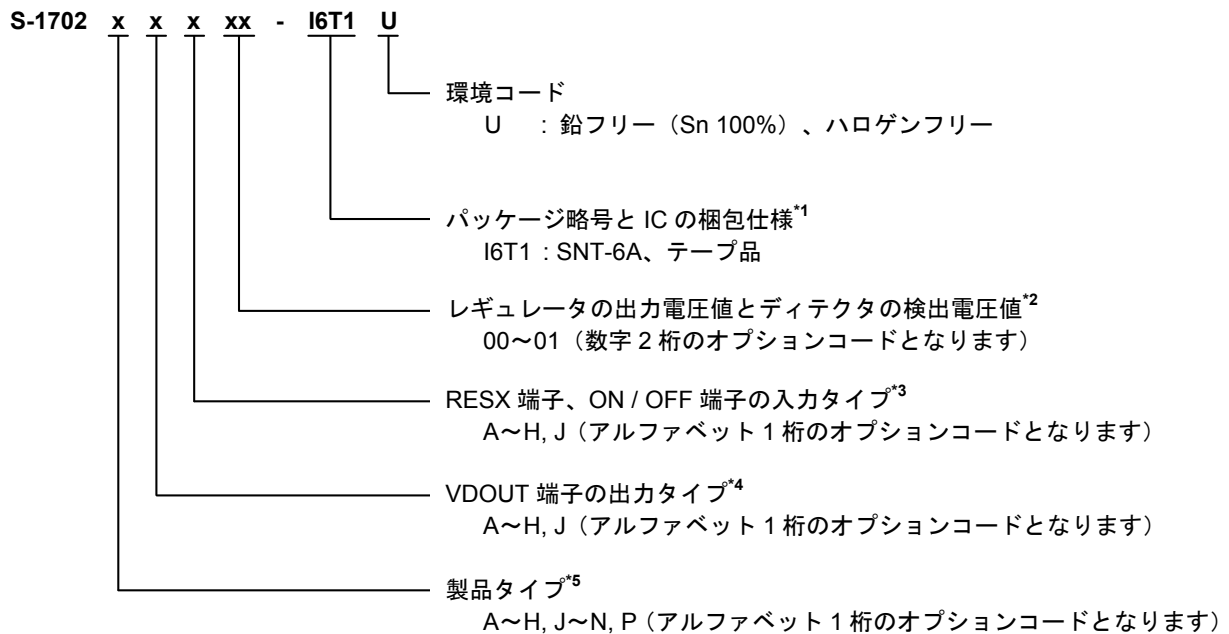 S-1702 x x x xx - I6T1 U
環境コード
U : 鉛フリー（Sn 100%）、ハロゲンフリー
パッケージ略号と IC の梱包仕様*1
I6T1 : SNT-6A、テープ品
レギュレータの出力電圧値とディテクタの検出電圧値*2
00～01（数字 2 桁のオプションコードとなります）
RESX 端子、ON / OFF 端子の入力タイプ*3
A～H, J（アルファベット 1 桁のオプションコードとなります）
VDOUT 端子の出力タイプ*4
A～H, J（アルファベット 1 桁のオプションコードとなります）
製品タイプ*5
A～H, J～N, P（アルファベット 1 桁のオプションコードとなります）